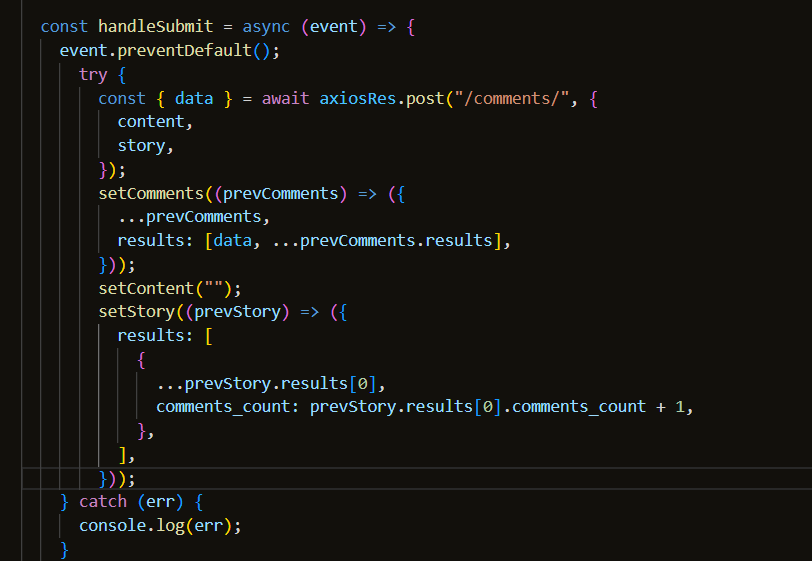 const handleSubmit = async (event) => {
event.preventDefault();
try {
const { data } = await axiosRes.post("/comments/", {
content,
story,
});
setComments((prevComments) => ({
...prevComments,
results: [data, ...prevComments.results],
}));
setContent("");
setStory((prevStory) => ({
results: [
{
...prevStory.results[0],
comments_count: prevStory.results[0].comments_count + 1,
},
],
}));
} catch (err) {
console.log(err);
}